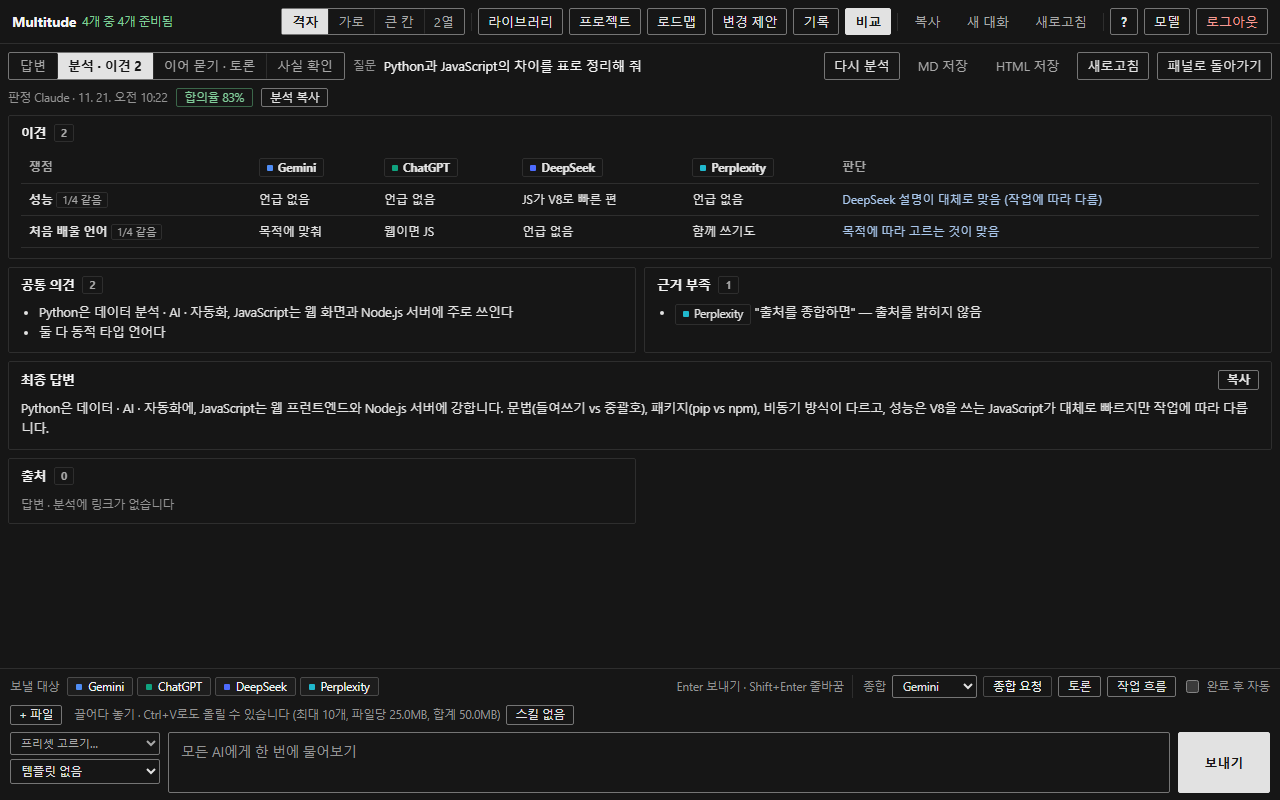 Multitude 4개 중 4개 준비됨 격자 가로 큰 칸 2열 라이브러리 프로젝트 로드맵 변경 제안 기록 비교 복사 새 대화 새로고침 ? 모델 로그아웃
답변 분석 · 이견 2 이어 묻기 · 토론 사실 확인 질문 Python과 JavaScript의 차이를 표로 정리해 줘 다시 분석 MD 저장 HTML 저장 새로고침 패널로 돌아가기
판정 Claude · 11. 21. 오전 10:22 합의율 83% 분석 복사
이견 2
쟁점 Gemini ChatGPT DeepSeek Perplexity 판단
성능 1/4 같음 언급 없음 언급 없음 JS가 V8로 빠른 편 언급 없음 DeepSeek 설명이 대체로 맞음 (작업에 따라 다름)
처음 배울 언어 1/4 같음 목적에 맞춰 웹이면 JS 언급 없음 함께 쓰기도 목적에 따라 고르는 것이 맞음
공통 의견 2
• Python은 데이터 분석 · AI · 자동화, JavaScript는 웹 화면과 Node.js 서버에 주로 쓰인다
• 둘 다 동적 타입 언어다
근거 부족 1
• Perplexity "출처를 종합하면" — 출처를 밝히지 않음
최종 답변 복사
Python은 데이터 · AI · 자동화에, JavaScript는 웹 프런트엔드와 Node.js 서버에 강합니다. 문법(들여쓰기 vs 중괄호), 패키지(pip vs npm), 비동기 방식이 다르고, 성능은 V8을 쓰는 JavaScript가 대체로 빠르지만 작업에 따라 다릅
니다.
출처 0
답변 · 분석에 링크가 없습니다
보낼 대상 Gemini ChatGPT DeepSeek Perplexity Enter 보내기 · Shift+Enter 줄바꿈 종합 Gemini 종합 요청 토론 작업 흐름 완료 후 자동
+ 파일 끌어다 놓기 · Ctrl+V로도 올릴 수 있습니다 (최대 10개, 파일당 25.0MB, 합계 50.0MB) 스킬 없음
프리셋 고르기...
템플릿 없음
모든 AI에게 한 번에 물어보기
보내기